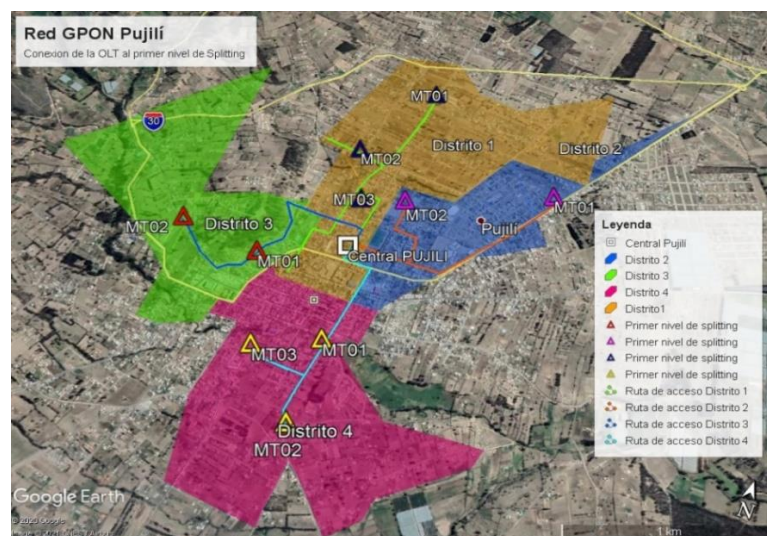 Red GPON Pujilí
Conexion de la OLT al primer nivel de Splitting
30
MT01
MT02
Distrito 1
Distrito 2
MT03
MT02
MT01
MT02
Distrito 3
Pujilí
Central PUJILI
MT01
MT03
MT01
Distrito 4
MT02
Leyenda
Central Pujilí
Distrito 2
Distrito 3
Distrito 4
Distrito1
Primer nivel de splitting
Primer nivel de splitting
Primer nivel de splitting
Primer nivel de splitting
Ruta de acceso Distrito 1
Ruta de acceso Distrito 2
Ruta de acceso Distrito 3
Ruta de acceso Distrito 4
Google Earth
N
1 km